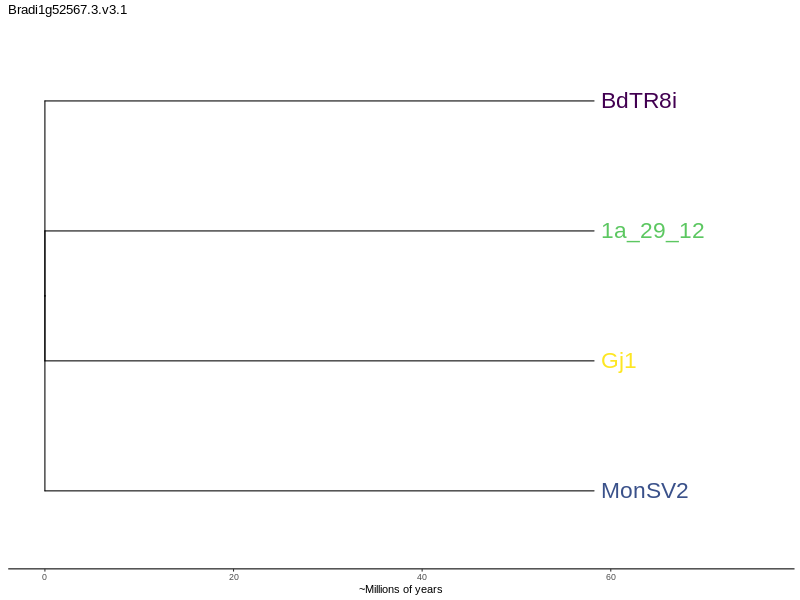 Bradi1g52567.3.v3.1
BdTR8i
1a_29_12
Gj1
MonSV2
0 20 40 60
~Millions of years